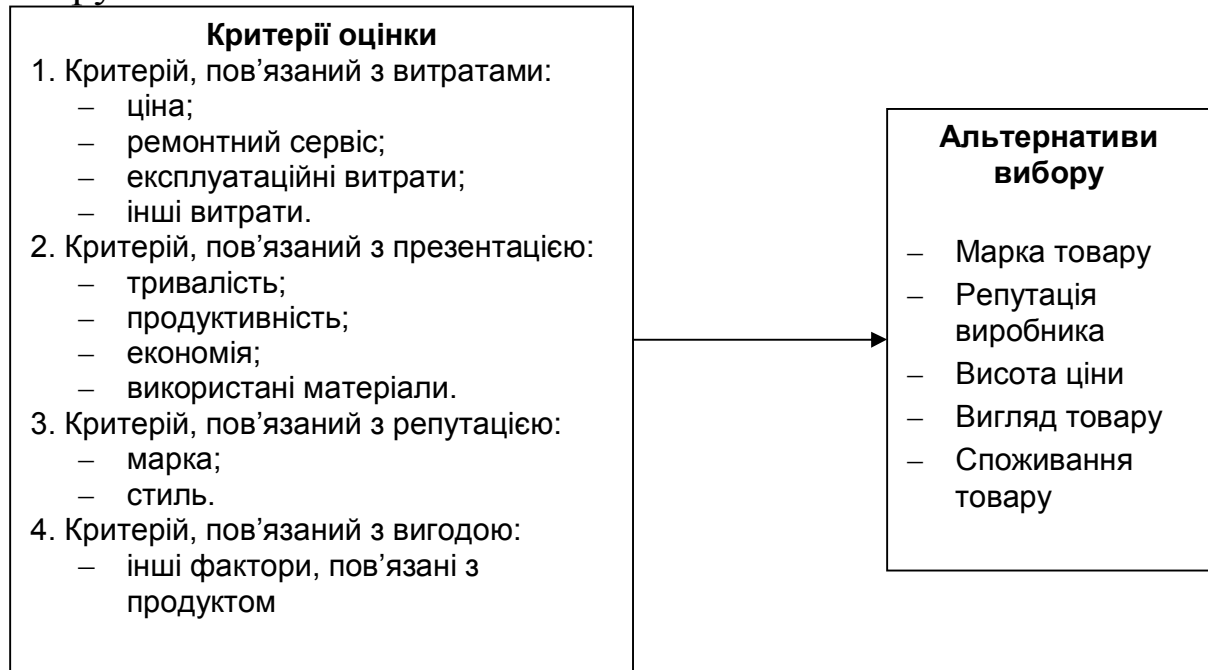 Критерії оцінки
1. Критерій, пов’язаний з витратами:
– ціна;
– ремонтний сервіс;
– експлуатаційні витрати;
– інші витрати.
2. Критерій, пов’язаний з презентацією:
– тривалість;
– продуктивність;
– економія;
– використані матеріали.
3. Критерій, пов’язаний з репутацією:
– марка;
– стиль.
4. Критерій, пов’язаний з вигодою:
– інші фактори, пов’язані з
продуктом
Альтернативи
вибору
– Марка товару
– Репутація
виробника
– Висота ціни
– Вигляд товару
– Споживання
товару